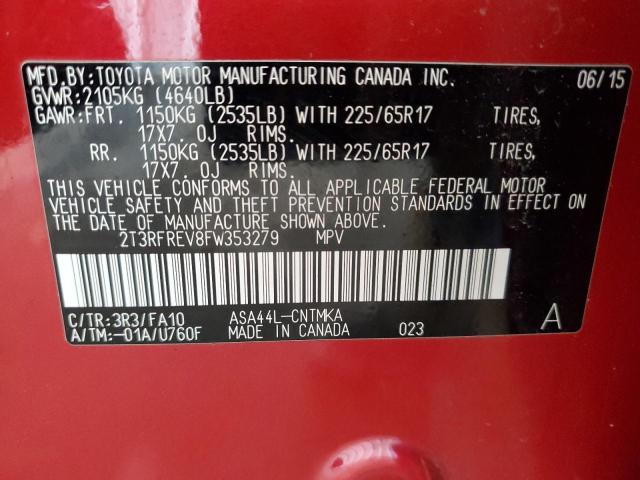 MFD.BY:TOYOTA MOTOR MANUFACTURING CANADA INC. 06/15
GVWR:2105KG (4640LB)
GAWR:FRT. 1150KG (2535LB) WITH 225/65R17 TIRES,
17X7.0J RIMS.
RR. 1150KG (2535LB) WITH 225/65R17 TIRES,
17X7.0J RIMS.
THIS VEHICLE CONFORMS TO ALL APPLICABLE FEDERAL MOTOR
VEHICLE SAFETY AND THEFT PREVENTION STANDARDS IN EFFECT ON
THE DATE OF MANUFACTURE SHOWN ABOVE.
2T3RFREV8FW353279 MPV
C/TR:3R3/FA10 ASA44L-CNTMKA A
A/TM:-01A/U760F MADE IN CANADA 023